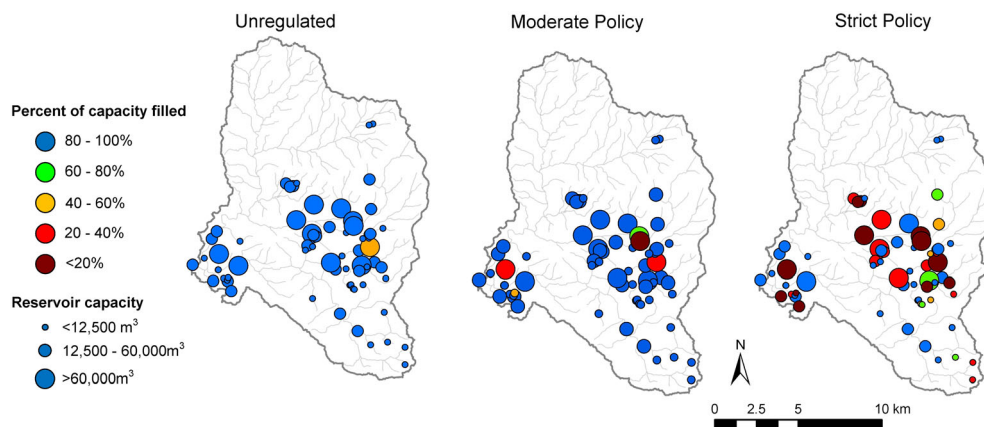 Unregulated
Moderate Policy
Strict Policy
Percent of capacity filled
80 - 100%
60 - 80%
40 - 60%
20 - 40%
<20%
Reservoir capacity
<12,500 m³
12,500 - 60,000m³
>60,000m³
N
0 2.5 5 10 km